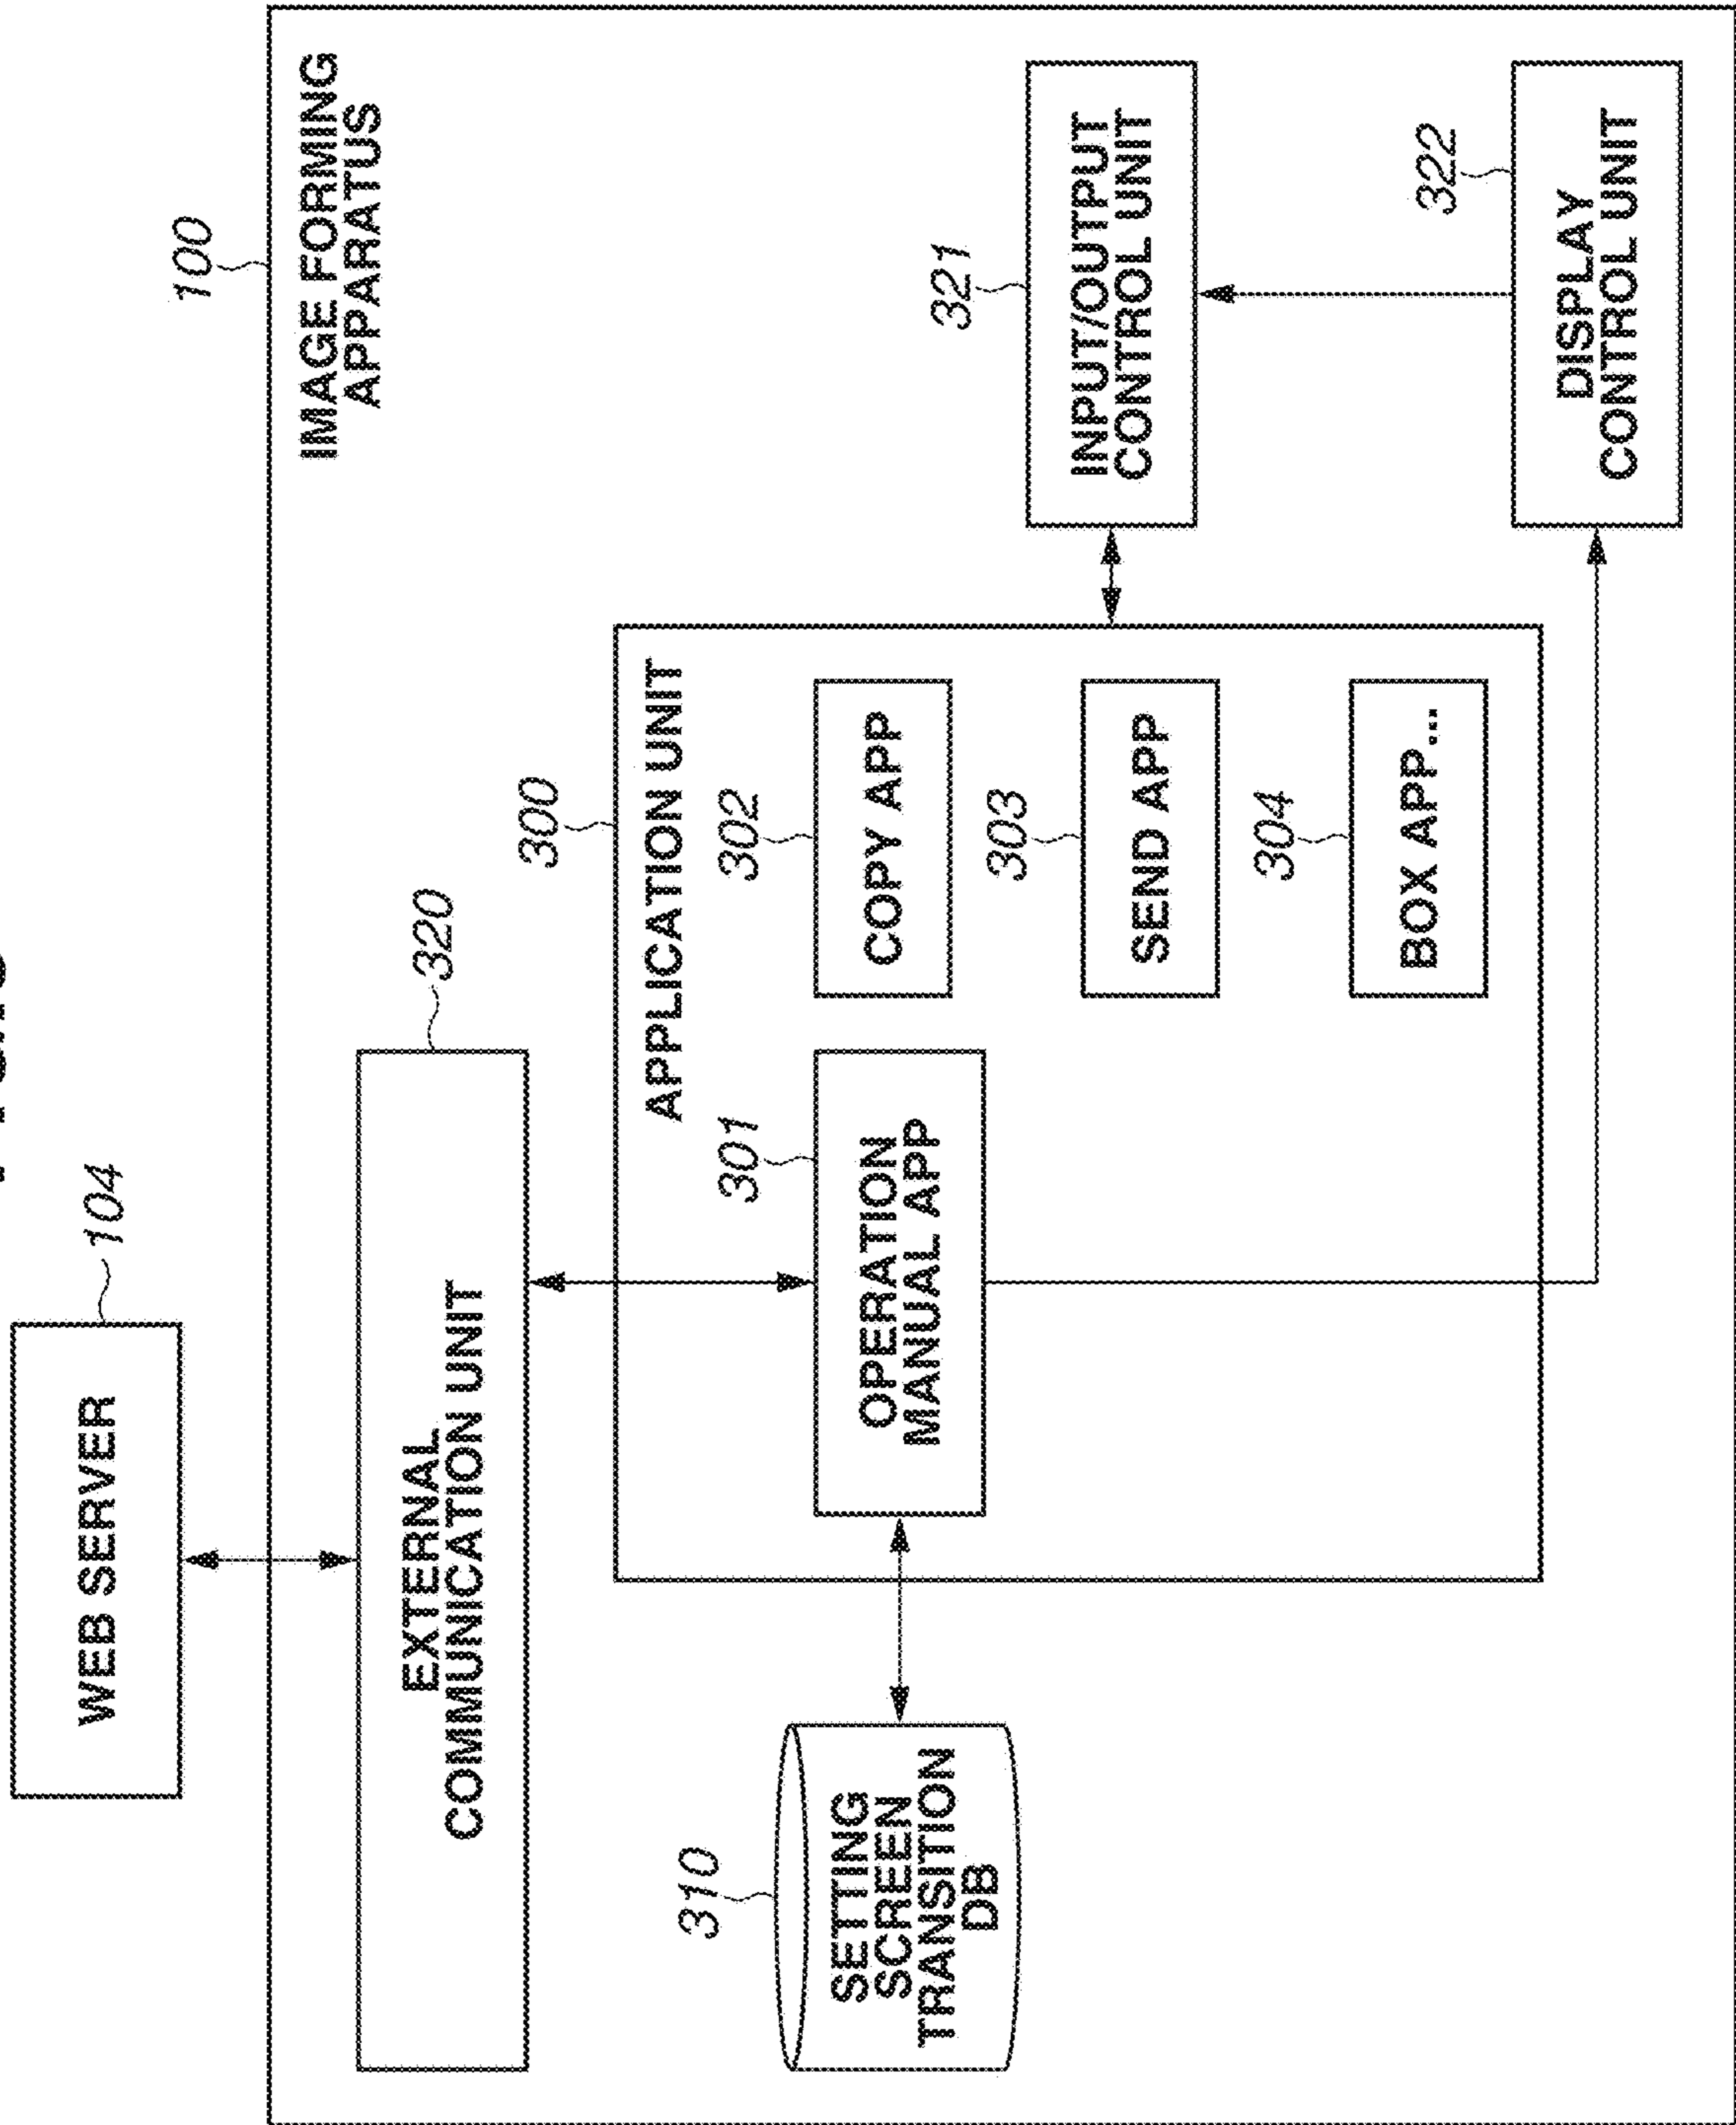 104
WEB SERVER
100
IMAGE FORMING
APPARATUS
320
EXTERNAL
COMMUNICATION UNIT
300
APPLICATION UNIT
310
SETTING
SCREEN
TRANSITION
DB
301
OPERATION
MANUAL APP
302
COPY APP
303
SEND APP
304
BOX APP...
321
INPUT/OUTPUT
CONTROL UNIT
322
DISPLAY
CONTROL UNIT